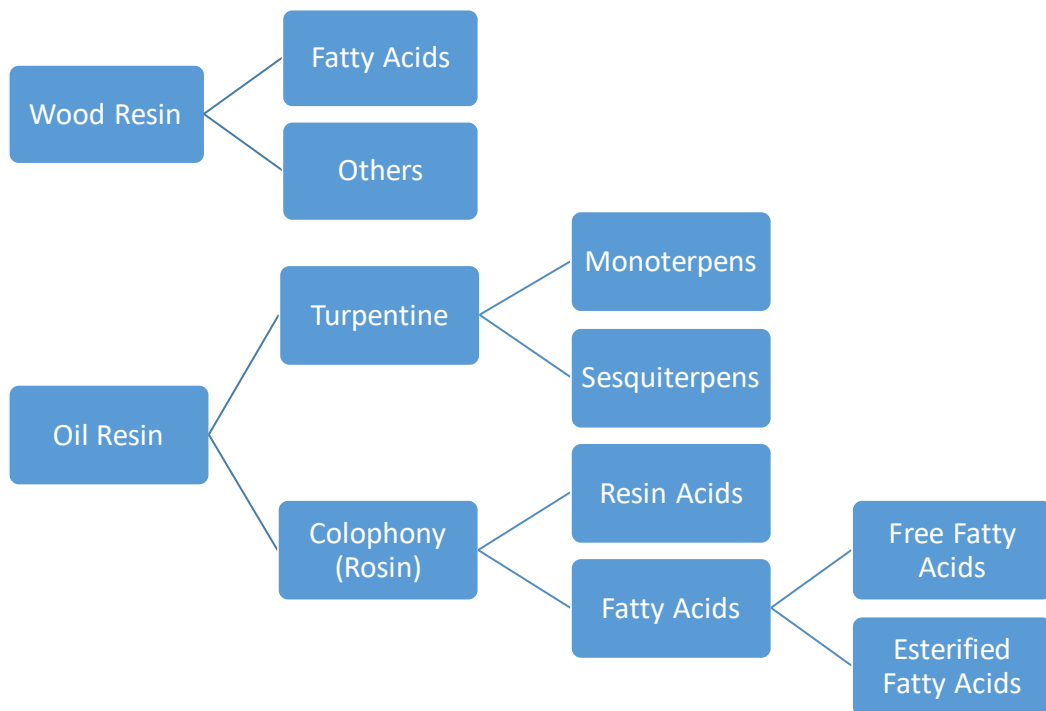 Wood Resin
Fatty Acids
Others
Oil Resin
Turpentine
Monoterpens
Sesquiterpens
Colophony
(Rosin)
Resin Acids
Fatty Acids
Free Fatty
Acids
Esterified
Fatty Acids